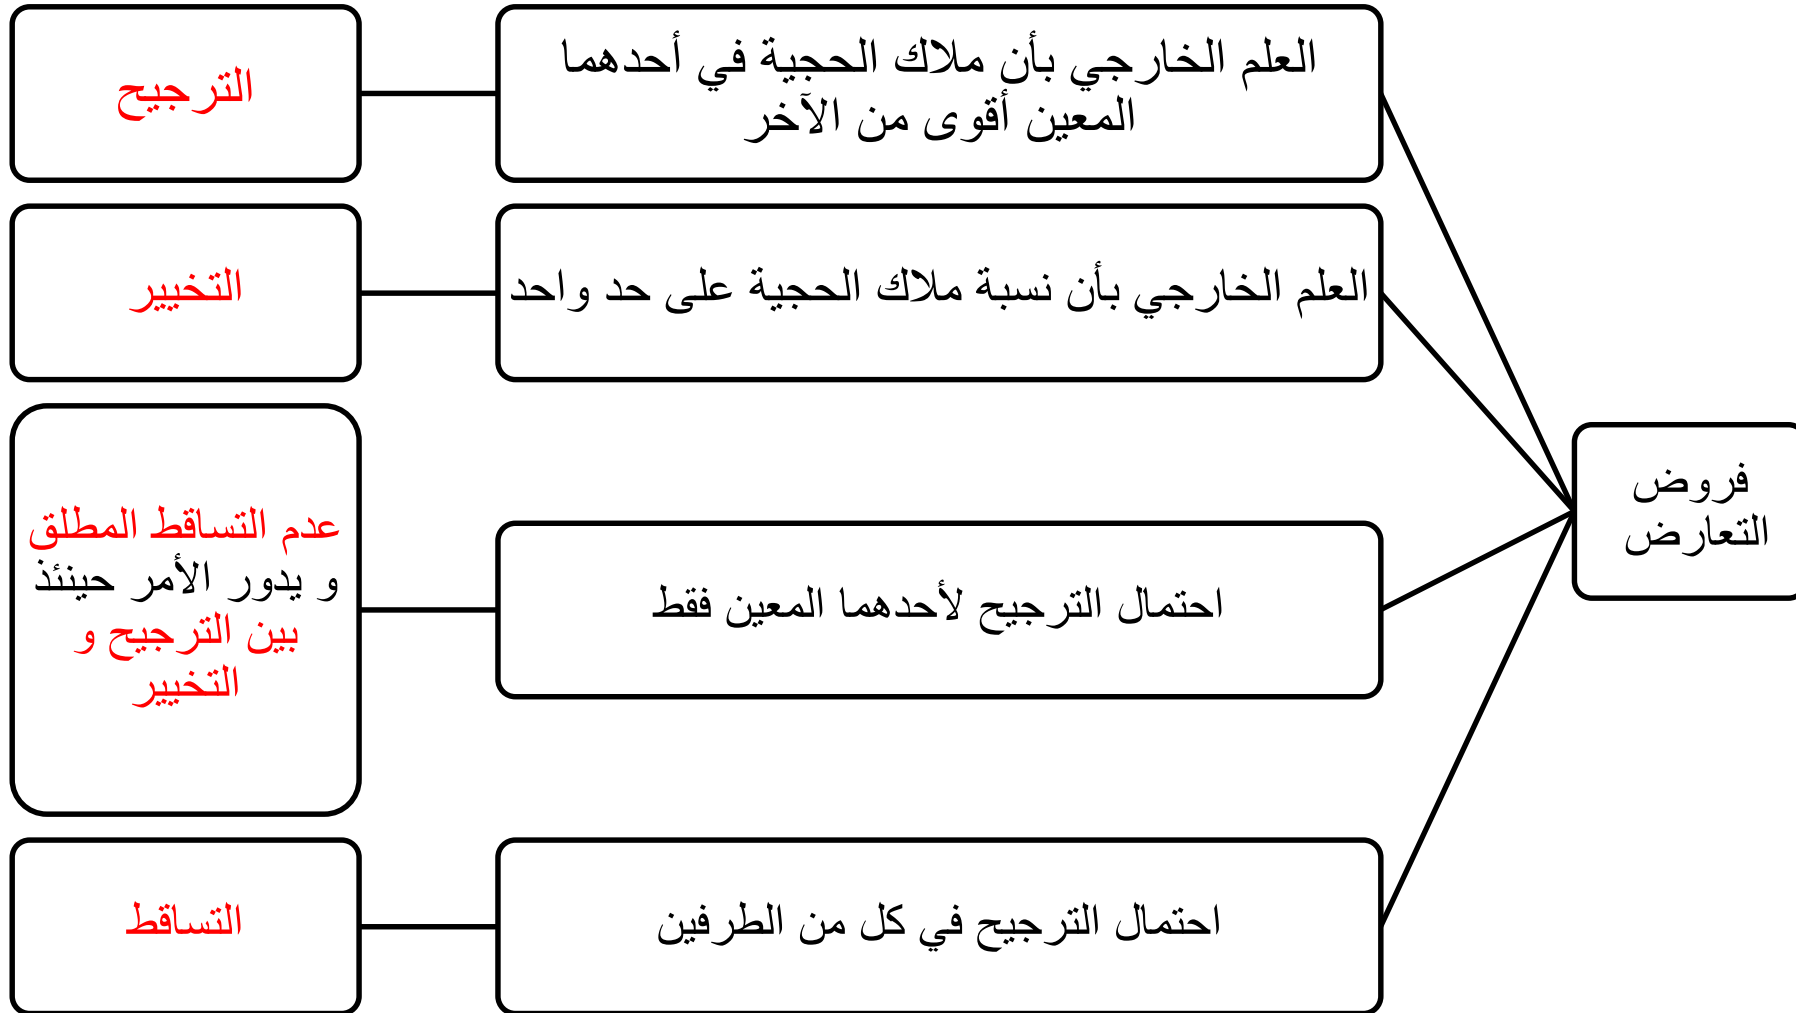 فروض
التعارض
العلم الخارجي بأن ملاك الحجية في أحدهما
المعين أقوى من الآخر
الترجيح
العلم الخارجي بأن نسبة ملاك الحجية على حد واحد
التخيير
احتمال الترجيح لأحدهما المعين فقط
عدم التساقط المطلق
و يدور الأمر حينئذ
بين الترجيح و
التخيير
احتمال الترجيح في كل من الطرفين
التساقط